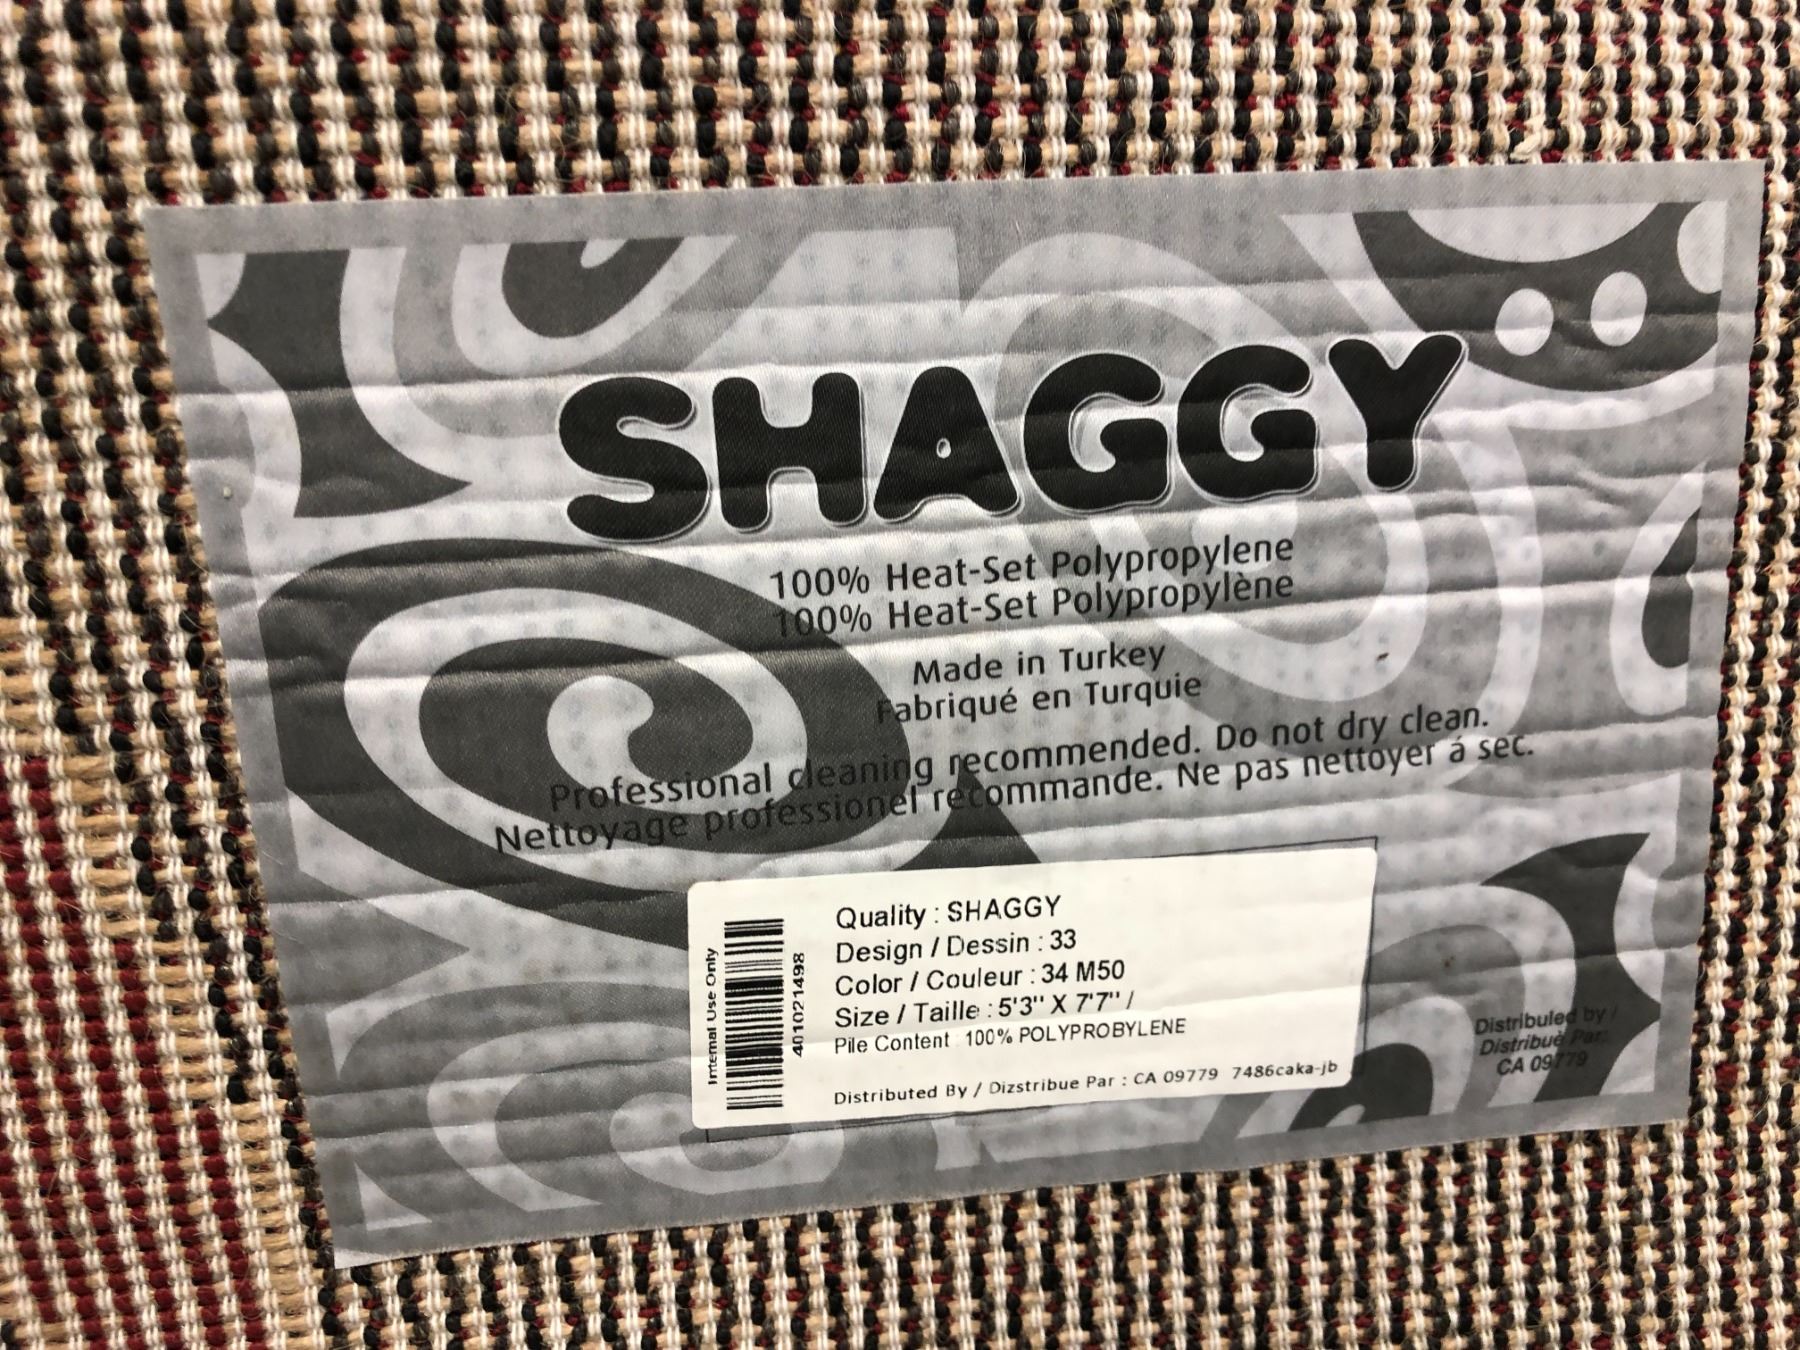 SHAGGY
100% Heat-Set Polypropylene
100% Heat-Set Polypropylène
Made in Turkey
Fabriqué en Turquie
Professional cleaning recommended. Do not dry clean.
Nettoyage professionel recommande. Ne pas nettoyer á sec.
Internal Use Only
401021498
Quality : SHAGGY
Design / Dessin : 33
Color / Couleur : 34 M50
Size / Taille : 5'3" X 7'7" /
Pile Content : 100% POLYPROBYLENE
Distributed By / Dizstribue Par : CA 09779 7486caka-jb
Distribuled by /
Distribuè Par:
CA 09779